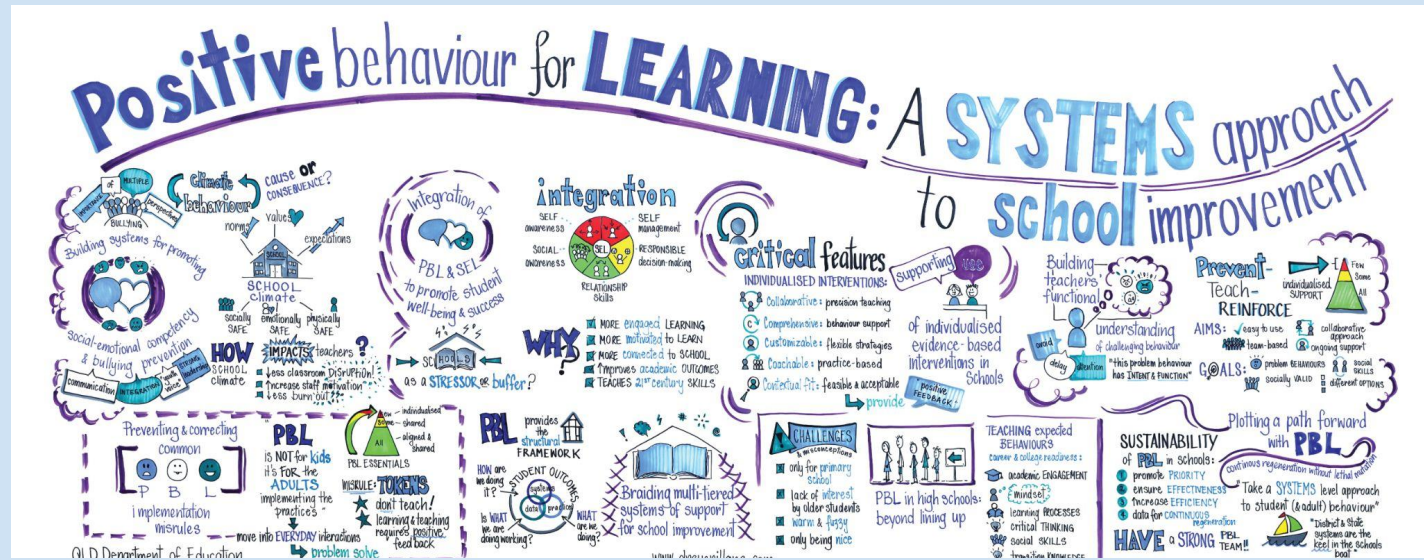 Positive behaviour for LEARNING: A SYSTEMS approach
to school improvement
IMPORTANCE of MULTIPLE perspectives
BULLYING
Building systems for promoting
social-emotional competency
& bullying prevention
communication INTEGRATION
climate
behaviour
cause or
CONSEQUENCE?
norms
values
expectations
SCHOOL
SCHOOL
climate
socially
SAFE
emotionally
SAFE
physically
SAFE
HOW
SCHOOL
climate
IMPACTS teachers?
Less classroom DISRUPTION!
Increase staff motivation
Less burn out!!
Integration of
PBL & SEL
to promote student
well-being & success
SCHOOLS
as a STRESSOR OR buffer?
integration
SELF
awareness
SELF
management
SOCIAL
awareness
SEL
RESPONSIBLE
decision-making
RELATIONSHIP
skills
WHY?
MORE engaged LEARNING
MORE motivated to LEARN
MORE connected to SCHOOL
Improves academic OUTCOMES
TEACHES 21st century SKILLS
critical features
INDIVIDUALISED INTERVENTIONS:
Collaborative: precision teaching
Comprehensive: behaviour support
Customizable: flexible strategies
Coachable: practice-based
Contextual fit: feasible & acceptable
provide
POSITIVE
FEEDBACK
supporting USE
of individualised
evidence-based
interventions in
Schools
Building
teachers'
functional
understanding
of challenging behaviour
avoid
delay
attention
"this problem behaviour
has INTENT & FUNCTION"
Prevent-
Teach-
REINFORCE
individualised
SUPPORT
Few
Some
All
AIMS:
easy to use
team-based
collaborative
approach
ongoing support
GOALS:
problem BEHAVIOURS
socially VALID
social
SKILLS
different OPTIONS
Preventing & correcting
common
P B L
implementation
misrules
"PBL
IS NOT for kids
it's FOR the
ADULTS
implementing the
practices"
move into EVERYDAY interactions
problem solve
Some
All
individualised
shared
aligned &
shared
PBL ESSENTIALS
MISRULE: TOKENS
don't teach!
learning & teaching
requires positive
feedback
QLD Department of Education
PBL provides
the
structural
FRAMEWORK
HOW are
we doing
it?
STUDENT OUTCOMES
systems
data
practices
Is WHAT
we are
doing working?
WHAT
are we
doing?
Braiding multi-tiered
systems of support
for school improvement
CHALLENGES
& misconceptions
only for primary
school
lack of interest
by older students
warm & fuzzy
only being nice
PBL in high schools:
beyond lining up
TEACHING expected
BEHAVIOURS
career & college readiness:
academic ENGAGEMENT
mindset
learning PROCESSES
critical THINKING
SOCIAL SKILLS
transition KNOWLEDGE
SUSTAINABILITY
of PBL in schools:
1 promote PRIORITY
2 ensure EFFECTIVENESS
3 increase EFFICIENCY
4 data for CONTINUOUS
regeneration
HAVE a STRONG PBL
TEAM!!
Plotting a path forward
with PBL
continuous regeneration without lethal mutation
Take a SYSTEMS level approach
to student (& adult) behaviour"
"District & State
systems are the
keel in the schools
boat"